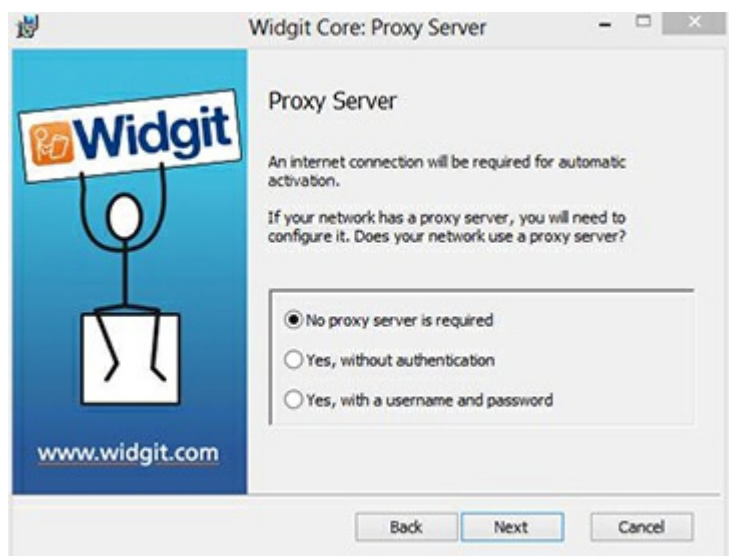 Widgit Core: Proxy Server
Widgit
Proxy Server
An internet connection will be required for automatic
activation.
If your network has a proxy server, you will need to
configure it. Does your network use a proxy server?
No proxy server is required
Yes, without authentication
Yes, with a username and password
www.widgit.com
Back Next Cancel